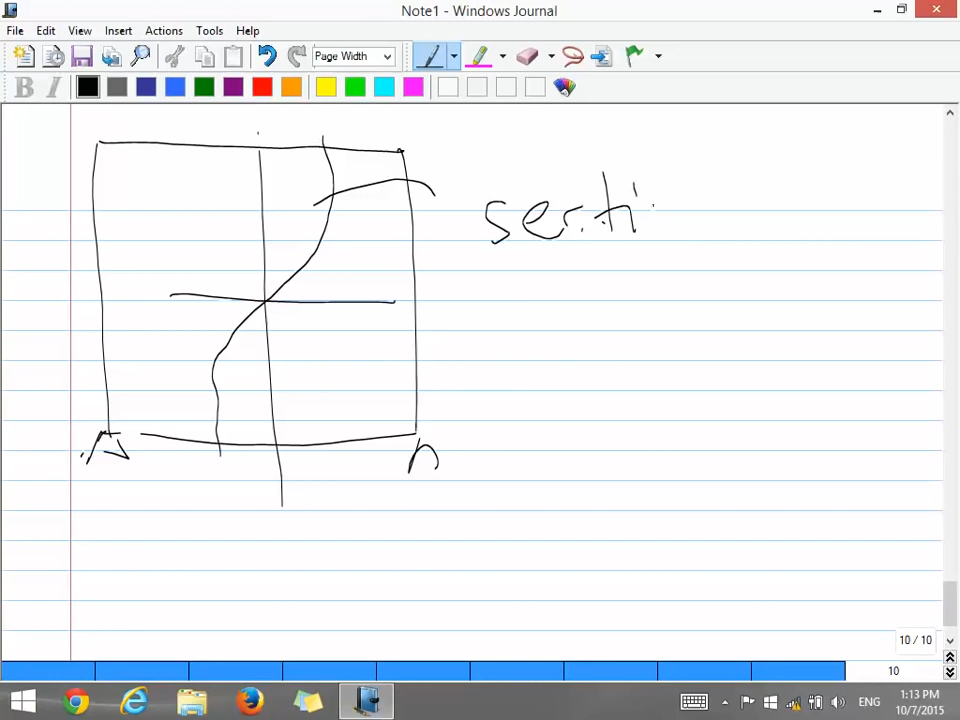 Note1 - Windows Journal
File Edit View Insert Actions Tools Help
Page Width
B I
n
10 / 10
10
ENG
1:13 PM
10/7/2015